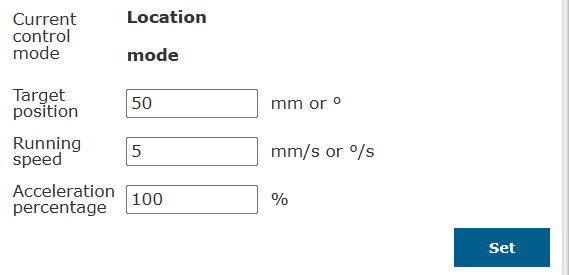 Current control mode
Location mode
Target position
50 mm or º
Running speed
5 mm/s or º/s
Acceleration percentage
100 %
Set